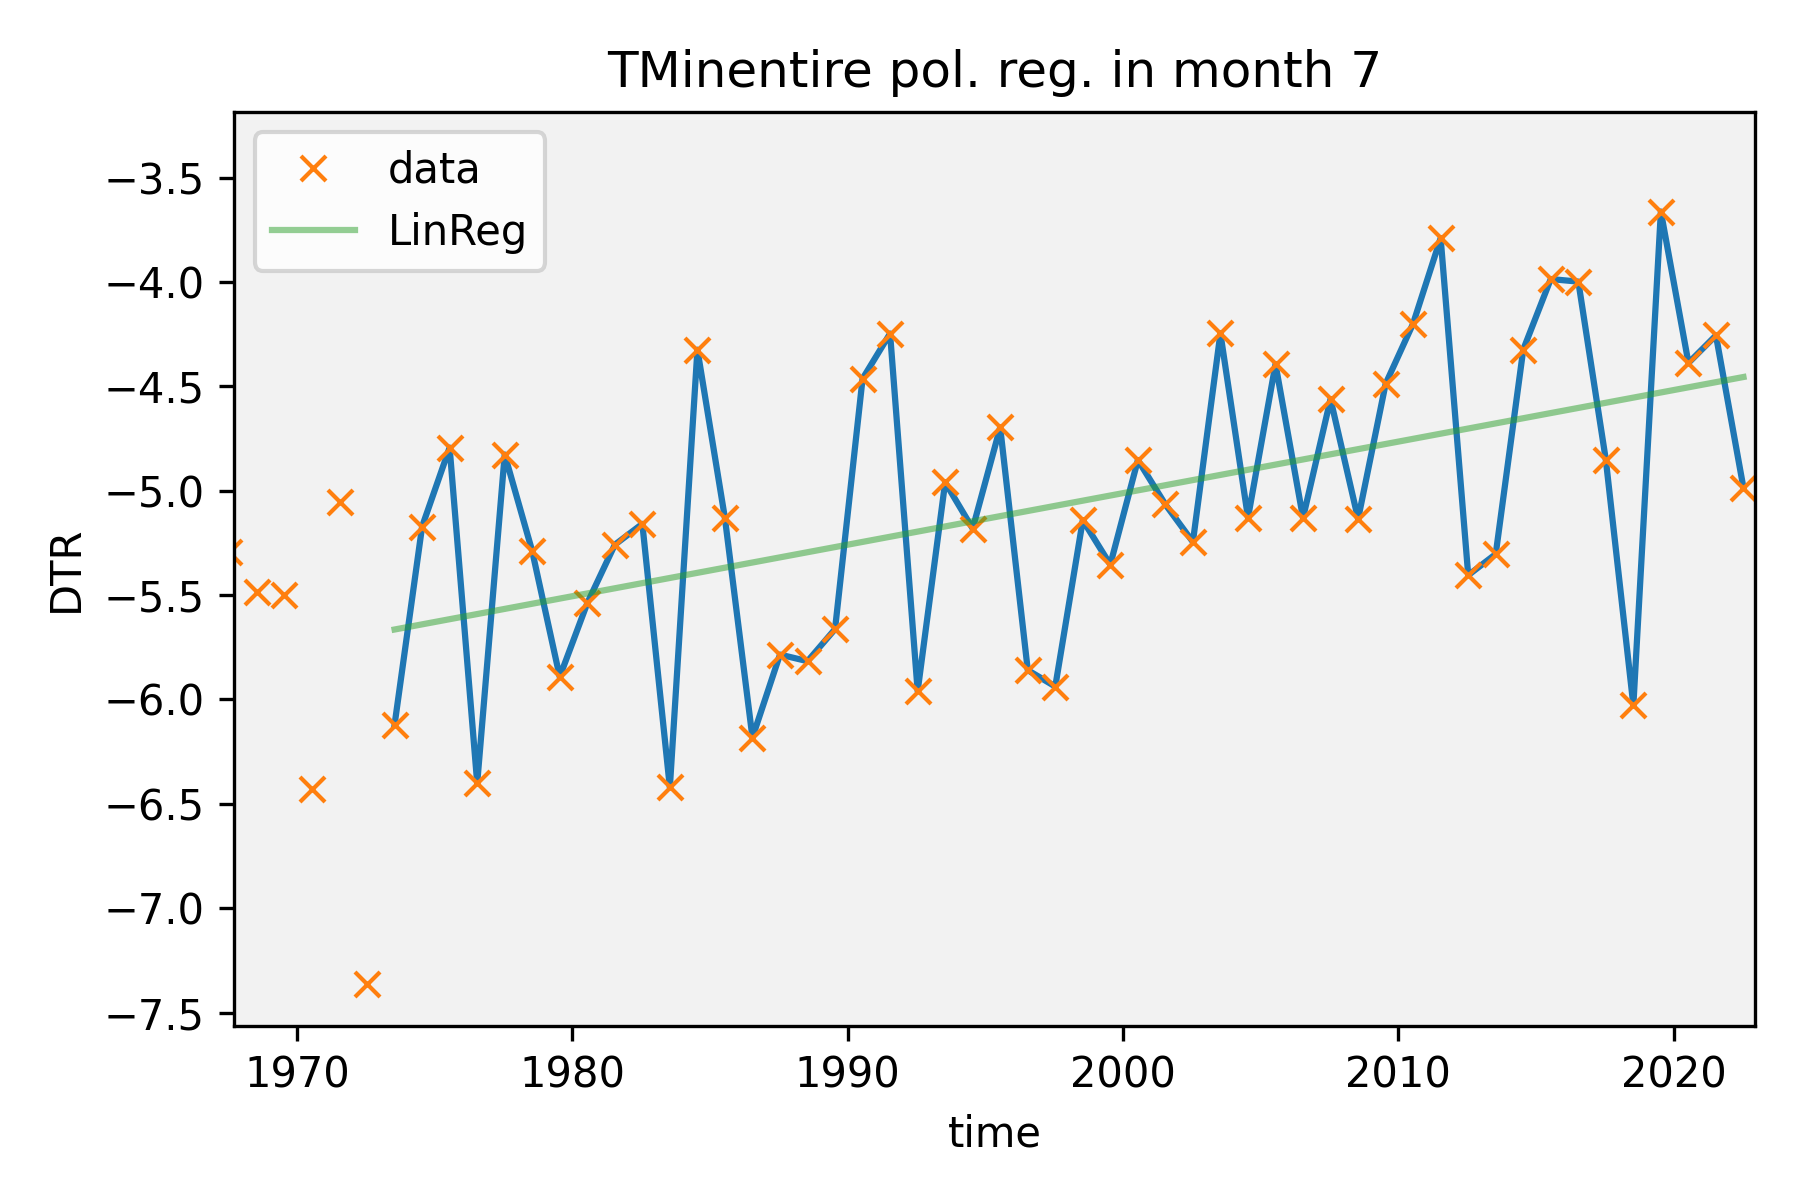 TMinentire pol. reg. in month 7
data
LinReg
DTR
−3.5
−4.0
−4.5
−5.0
−5.5
−6.0
−6.5
−7.0
−7.5
1970 1980 1990 2000 2010 2020
time